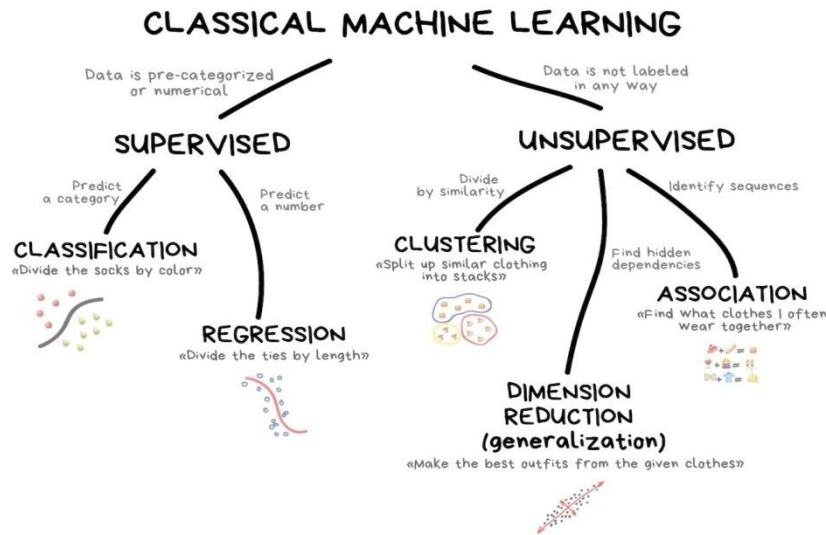 CLASSICAL MACHINE LEARNING
Data is pre-categorized
or numerical
Data is not labeled
in any way
SUPERVISED
UNSUPERVISED
Predict
a category
Predict
a number
Divide
by similarity
Identify sequences
CLASSIFICATION
«Divide the socks by color»
CLUSTERING
«Split up similar clothing
into stacks»
Find hidden
dependencies
ASSOCIATION
«Find what clothes I often
wear together»
REGRESSION
«Divide the ties by length»
DIMENSION
REDUCTION
(generalization)
«Make the best outfits from the given clothes»